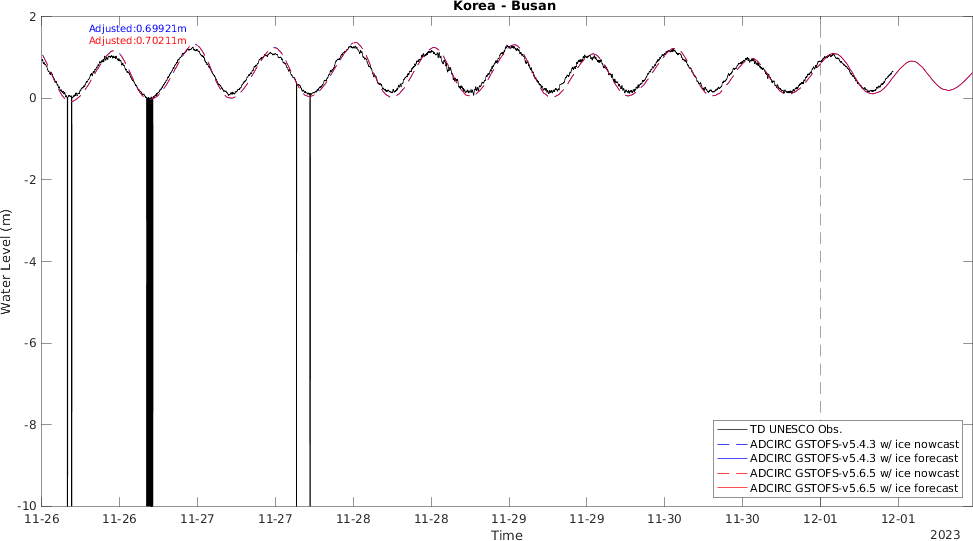 Korea - Busan
Adjusted:0.69921m
Adjusted:0.70211m
2
0
-2
-4
-6
-8
-10
Water Level (m)
TD UNESCO Obs.
ADCIRC GSTOFS-v5.4.3 w/ ice nowcast
ADCIRC GSTOFS-v5.4.3 w/ ice forecast
ADCIRC GSTOFS-v5.6.5 w/ ice nowcast
ADCIRC GSTOFS-v5.6.5 w/ ice forecast
11-26 11-26 11-27 11-27 11-28 11-28 11-29 11-29 11-30 11-30 12-01 12-01
Time
2023